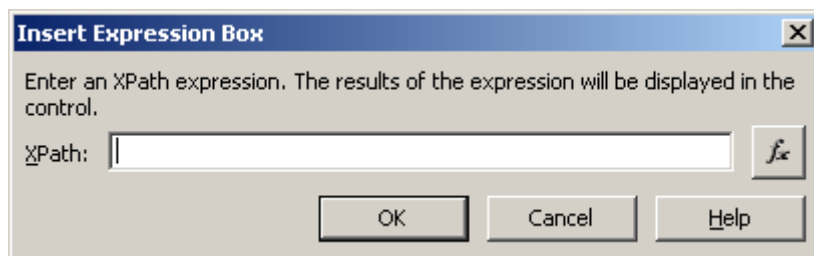 Insert Expression Box
Enter an XPath expression. The results of the expression will be displayed in the
control.
XPath:
fx
OK Cancel Help